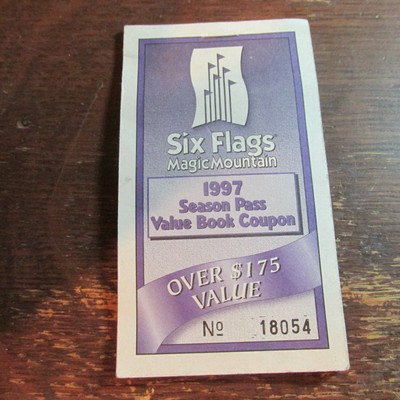 Six Flags®
Magic Mountain
1997
Season Pass
Value Book Coupon
OVER $175
VALUE
No 18054